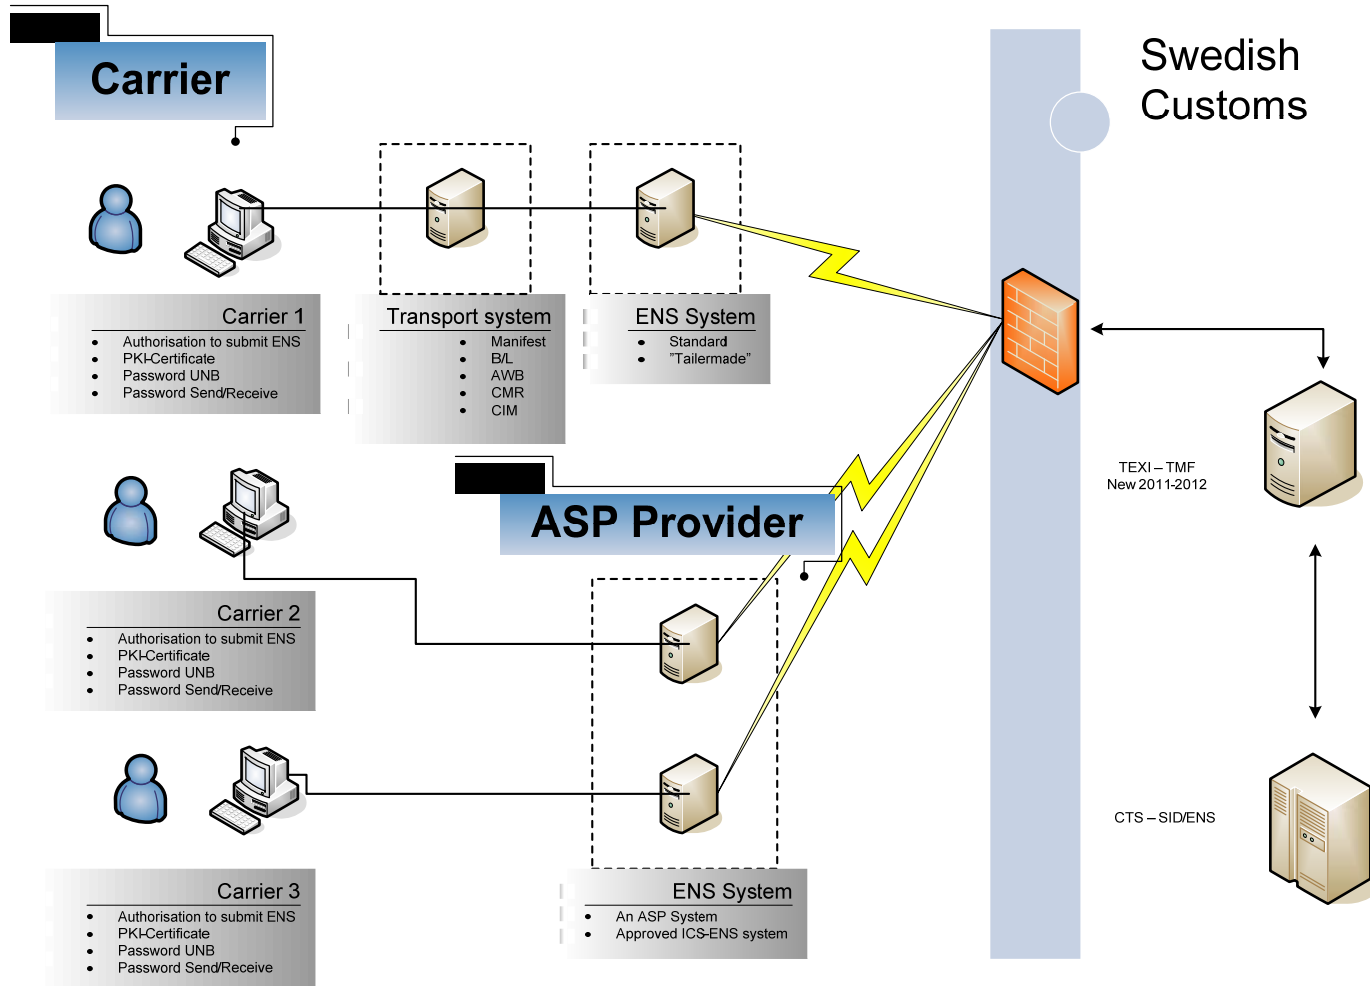 Carrier
Swedish
Customs
Carrier 1
Authorisation to submit ENS
PKI-Certificate
Password UNB
Password Send/Receive
Transport system
Manifest
B/L
AWB
CMR
CIM
ENS System
Standard
"Tailermade"
TEXI – TMF
New 2011-2012
ASP Provider
Carrier 2
Authorisation to submit ENS
PKI-Certificate
Password UNB
Password Send/Receive
CTS – SID/ENS
Carrier 3
Authorisation to submit ENS
PKI-Certificate
Password UNB
Password Send/Receive
ENS System
An ASP System
Approved ICS-ENS system